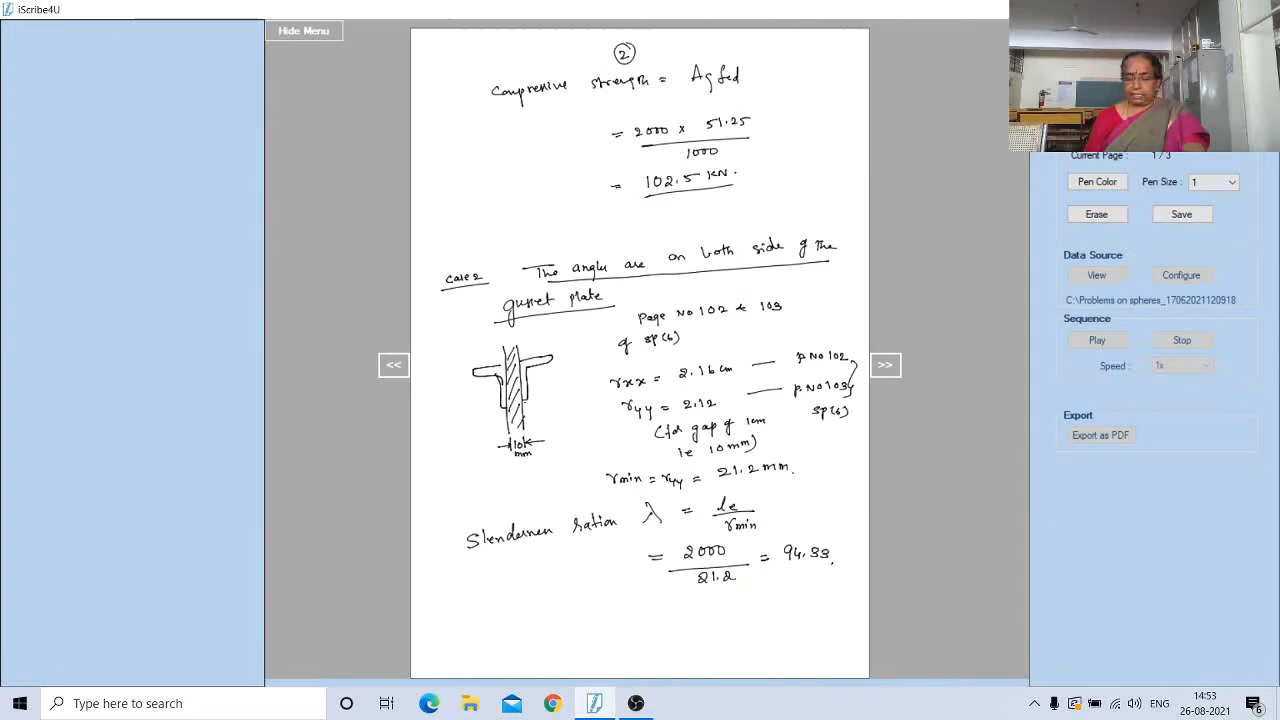 iScribe4U
Hide Menu
2
Compressive strength = Ag fcd
= 2000 x 51.25
1000
= 102.5 KN.
Case 2 The angles are on both side of the
gusset plate
Page No 102 & 103
of SP(6)
rxx = 2.16 cm — p.No 102
ryy = 2.12 — p.No 103
SP(6)
(for gap of 1cm
ie 10 mm)
10
mm
rmin = ryy = 21.2 mm.
Slenderness ration λ = le
rmin
= 2000 = 94.33.
21.2
<<
>>
Current Page : 1 / 3
Pen Color Pen Size : 1
Erase Save
Data Source
View Configure
C:\Problems on spheres_17062021120918
Sequence
Play Stop
Speed : 1x
Export
Export as PDF
Type here to search
ENG
14:53
26-08-2021
6